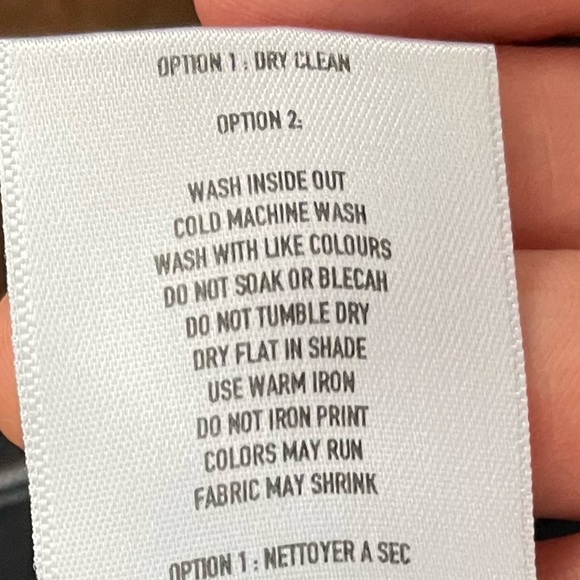 OPTION 1 : DRY CLEAN
OPTION 2:
WASH INSIDE OUT
COLD MACHINE WASH
WASH WITH LIKE COLOURS
DO NOT SOAK OR BLECAH
DO NOT TUMBLE DRY
DRY FLAT IN SHADE
USE WARM IRON
DO NOT IRON PRINT
COLORS MAY RUN
FABRIC MAY SHRINK
OPTION 1 : NETTOYER A SEC